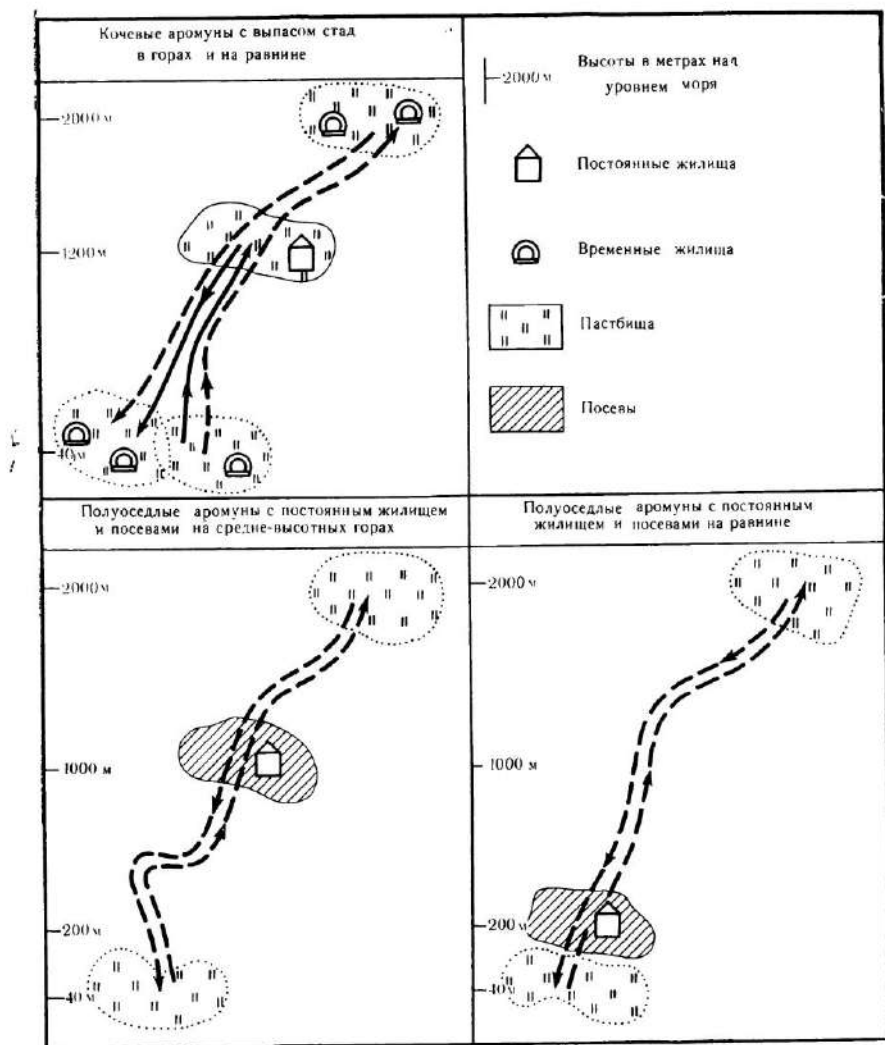 Кочевые аромуны с выпасом стад
в горах и на равнине
2000 м
1200 м
40 м
2000 м
Высоты в метрах над
уровнем моря
Постоянные жилища
Временные жилища
Пастбища
Посевы
Полуоседлые аромуны с постоянным жилищем
и посевами на средне-высотных горах
2000 м
1000 м
200 м
40 м
Полуоседлые аромуны с постоянным
жилищем и посевами на равнине
2000 м
1000 м
200 м
40 м